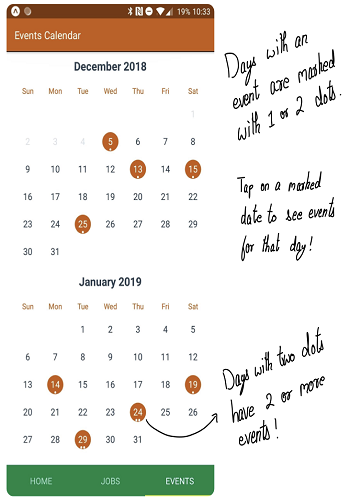 19% 10:33
Events Calendar
December 2018
Sun Mon Tue Wed Thu Fri Sat
1
2 3 4 5 6 7 8
9 10 11 12 13 14 15
16 17 18 19 20 21 22
23 24 25 26 27 28 29
30 31
January 2019
Sun Mon Tue Wed Thu Fri Sat
1 2 3 4 5
6 7 8 9 10 11 12
13 14 15 16 17 18 19
20 21 22 23 24 25 26
27 28 29 30 31
HOME JOBS EVENTS
Days with an
event are marked
with 1 or 2 dots.
Tap on a marked
date to see events
for that day!
Days with two dots
have 2 or more
events!